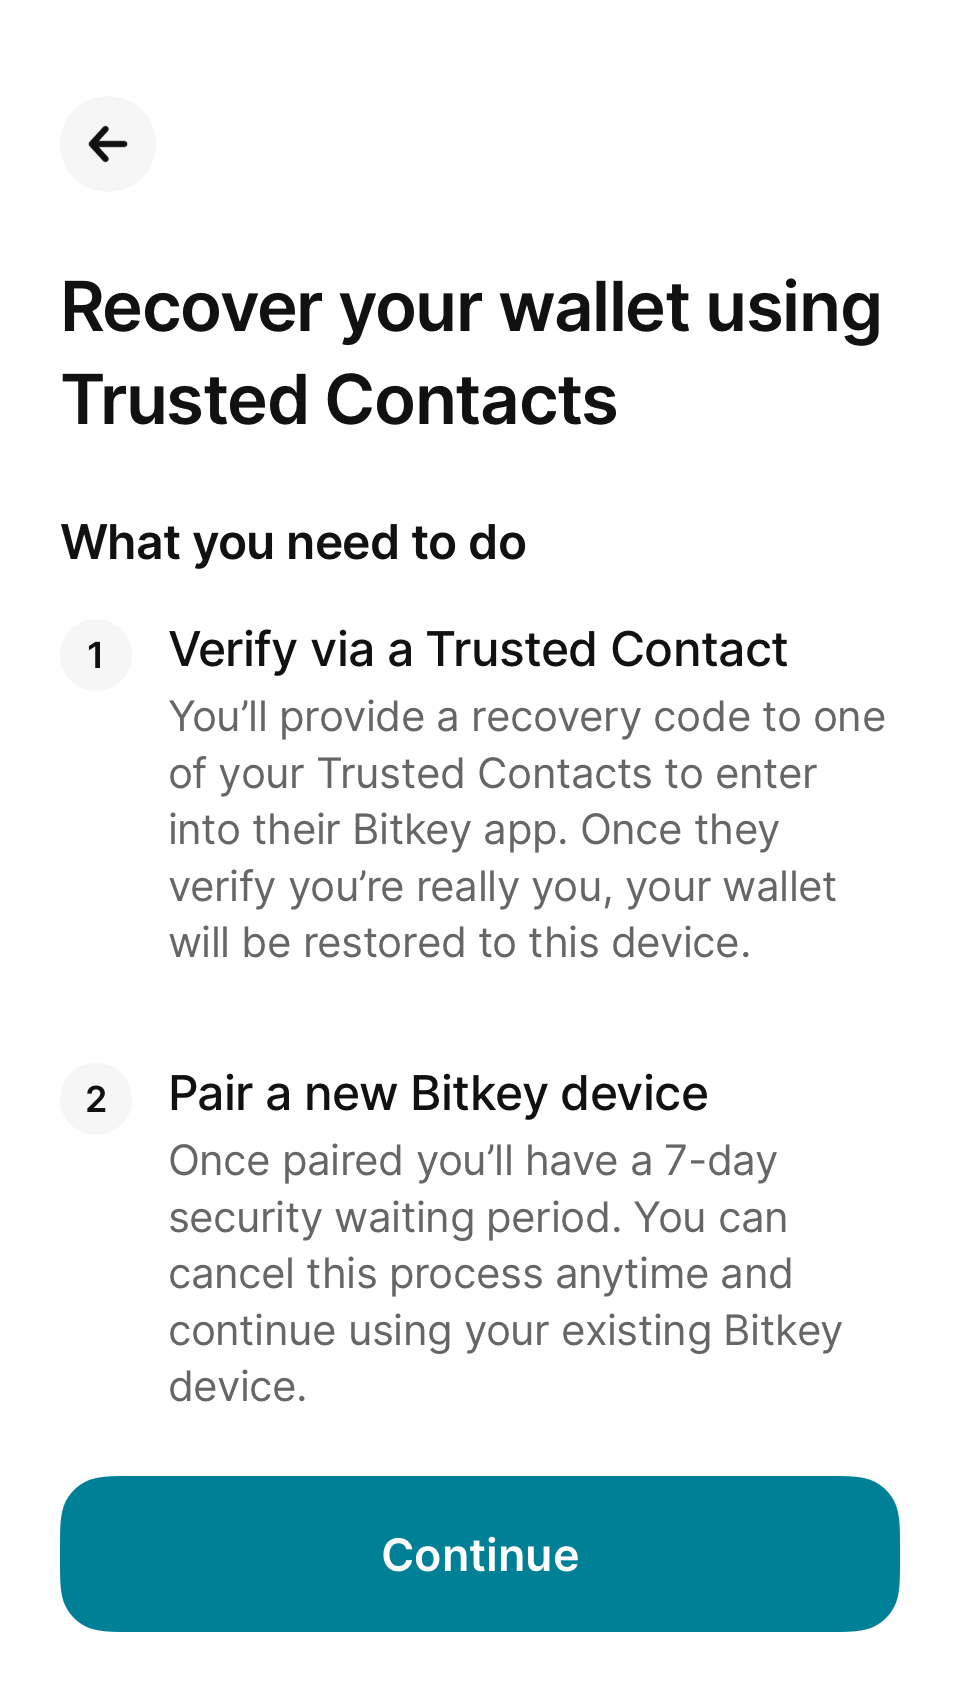 Recover your wallet using
Trusted Contacts
What you need to do
1 Verify via a Trusted Contact
You’ll provide a recovery code to one
of your Trusted Contacts to enter
into their Bitkey app. Once they
verify you’re really you, your wallet
will be restored to this device.
2 Pair a new Bitkey device
Once paired you’ll have a 7-day
security waiting period. You can
cancel this process anytime and
continue using your existing Bitkey
device.
Continue